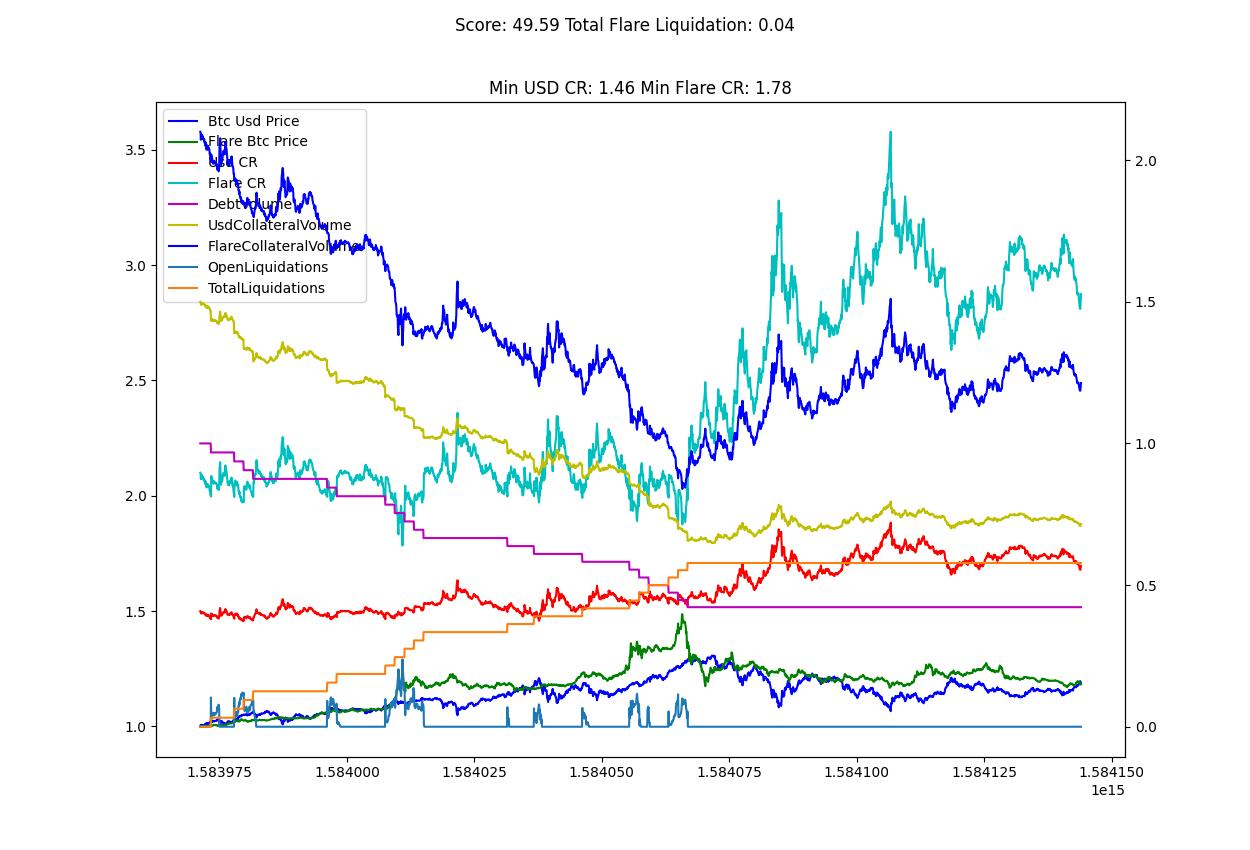 Score: 49.59 Total Flare Liquidation: 0.04
Min USD CR: 1.46 Min Flare CR: 1.78
Btc Usd Price
Flare Btc Price
Usd CR
Flare CR
DebtVolume
UsdCollateralVolume
FlareCollateralVolume
OpenLiquidations
TotalLiquidations
3.5
3.0
2.5
2.0
1.5
1.0
2.0
1.5
1.0
0.5
0.0
1.583975
1.584000
1.584025
1.584050
1.584075
1.584100
1.584125
1.584150
1e15